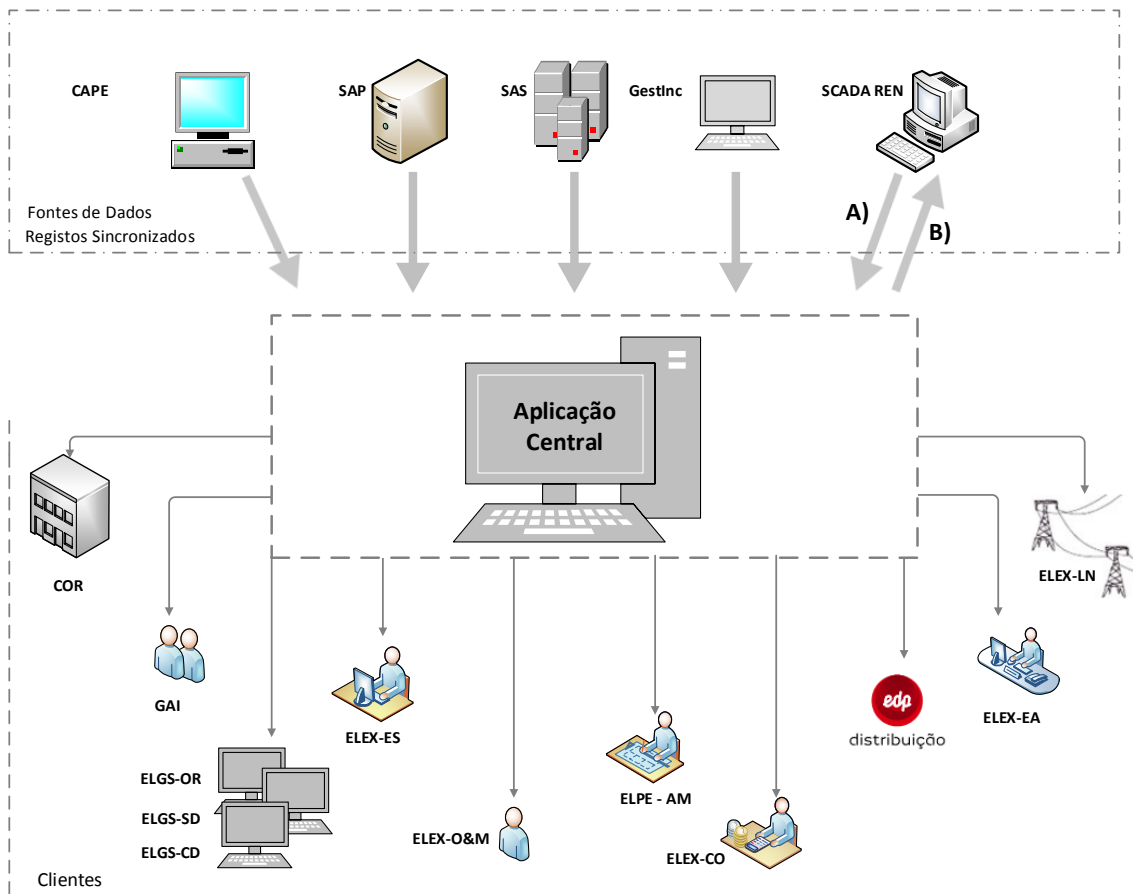 CAPE
SAP
SAS
GestInc
SCADA REN
A)
B)
Fontes de Dados
Registos Sincronizados
Aplicação
Central
COR
ELEX-LN
GAI
ELEX-ES
edp
distribuição
ELEX-EA
ELGS-OR
ELGS-SD
ELGS-CD
ELEX-O&M
ELPE - AM
ELEX-CO
Clientes